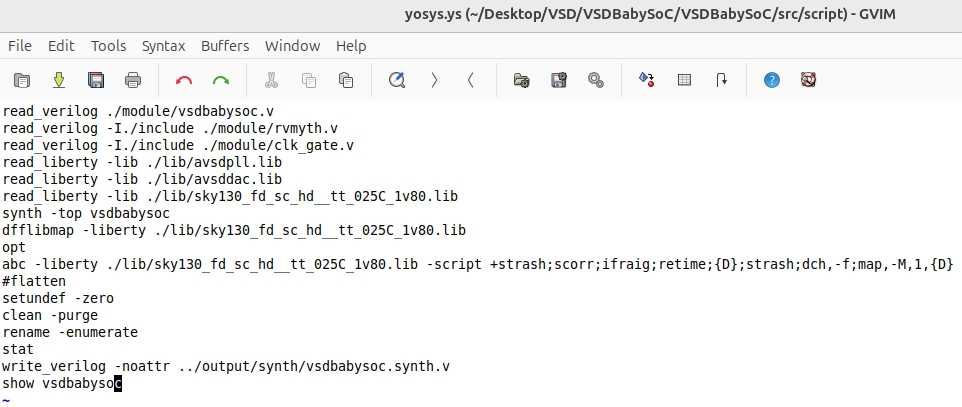 yosys.ys (~/Desktop/VSD/VSDBabySoC/VSDBabySoC/src/script) - GVIM
File Edit Tools Syntax Buffers Window Help
read_verilog ./module/vsdbabysoc.v
read_verilog -I./include ./module/rvmyth.v
read_verilog -I./include ./module/clk_gate.v
read_liberty -lib ./lib/avsdpll.lib
read_liberty -lib ./lib/avsddac.lib
read_liberty -lib ./lib/sky130_fd_sc_hd__tt_025C_1v80.lib
synth -top vsdbabysoc
dfflibmap -liberty ./lib/sky130_fd_sc_hd__tt_025C_1v80.lib
opt
abc -liberty ./lib/sky130_fd_sc_hd__tt_025C_1v80.lib -script +strash;scorr;ifraig;retime;{D};strash;dch,-f;map,-M,1,{D}
#flatten
setundef -zero
clean -purge
rename -enumerate
stat
write_verilog -noattr ../output/synth/vsdbabysoc.synth.v
show vsdbabysoc
~